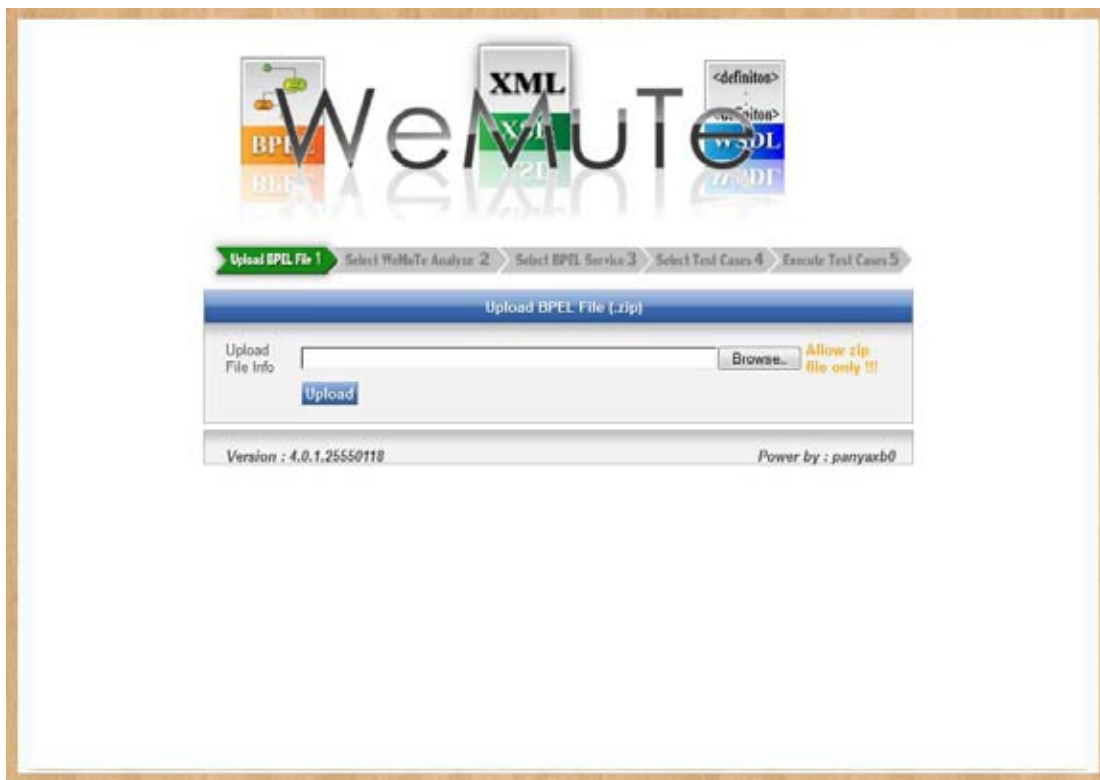 <definiton>
XML
<definiton>
BPEL
XSD
WSDL
WeMuTe
Upload BPEL File 1
Select WeMuTe Analyze 2
Select BPEL Service 3
Select Test Cases 4
Execute Test Cases 5
Upload BPEL File (.zip)
Upload
File Info
Browse..
Allow zip
file only !!!
Upload
Version : 4.0.1.25550118
Power by : panyaxb0